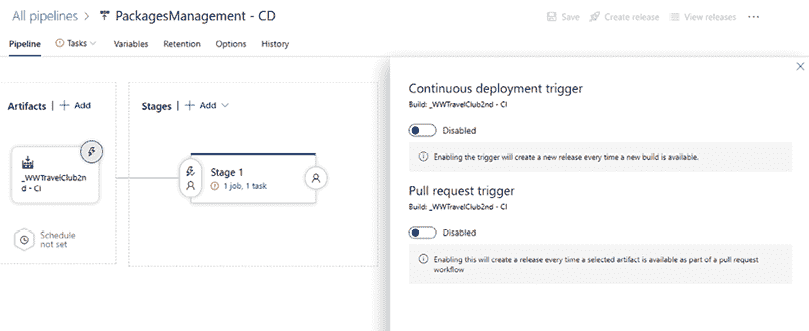 All pipelines > PackagesManagement - CD
Save Create release View releases ...
Pipeline Tasks Variables Retention Options History
Artifacts | + Add
Stages | + Add
_WWTravelClub2n
d - CI
Stage 1
1 job, 1 task
Schedule
not set
Continuous deployment trigger
Build: _WWTravelClub2nd - CI
Disabled
Enabling the trigger will create a new release every time a new build is available.
Pull request trigger
Build: _WWTravelClub2nd - CI
Disabled
Enabling this will create a release every time a selected artifact is available as part of a pull request
workflow